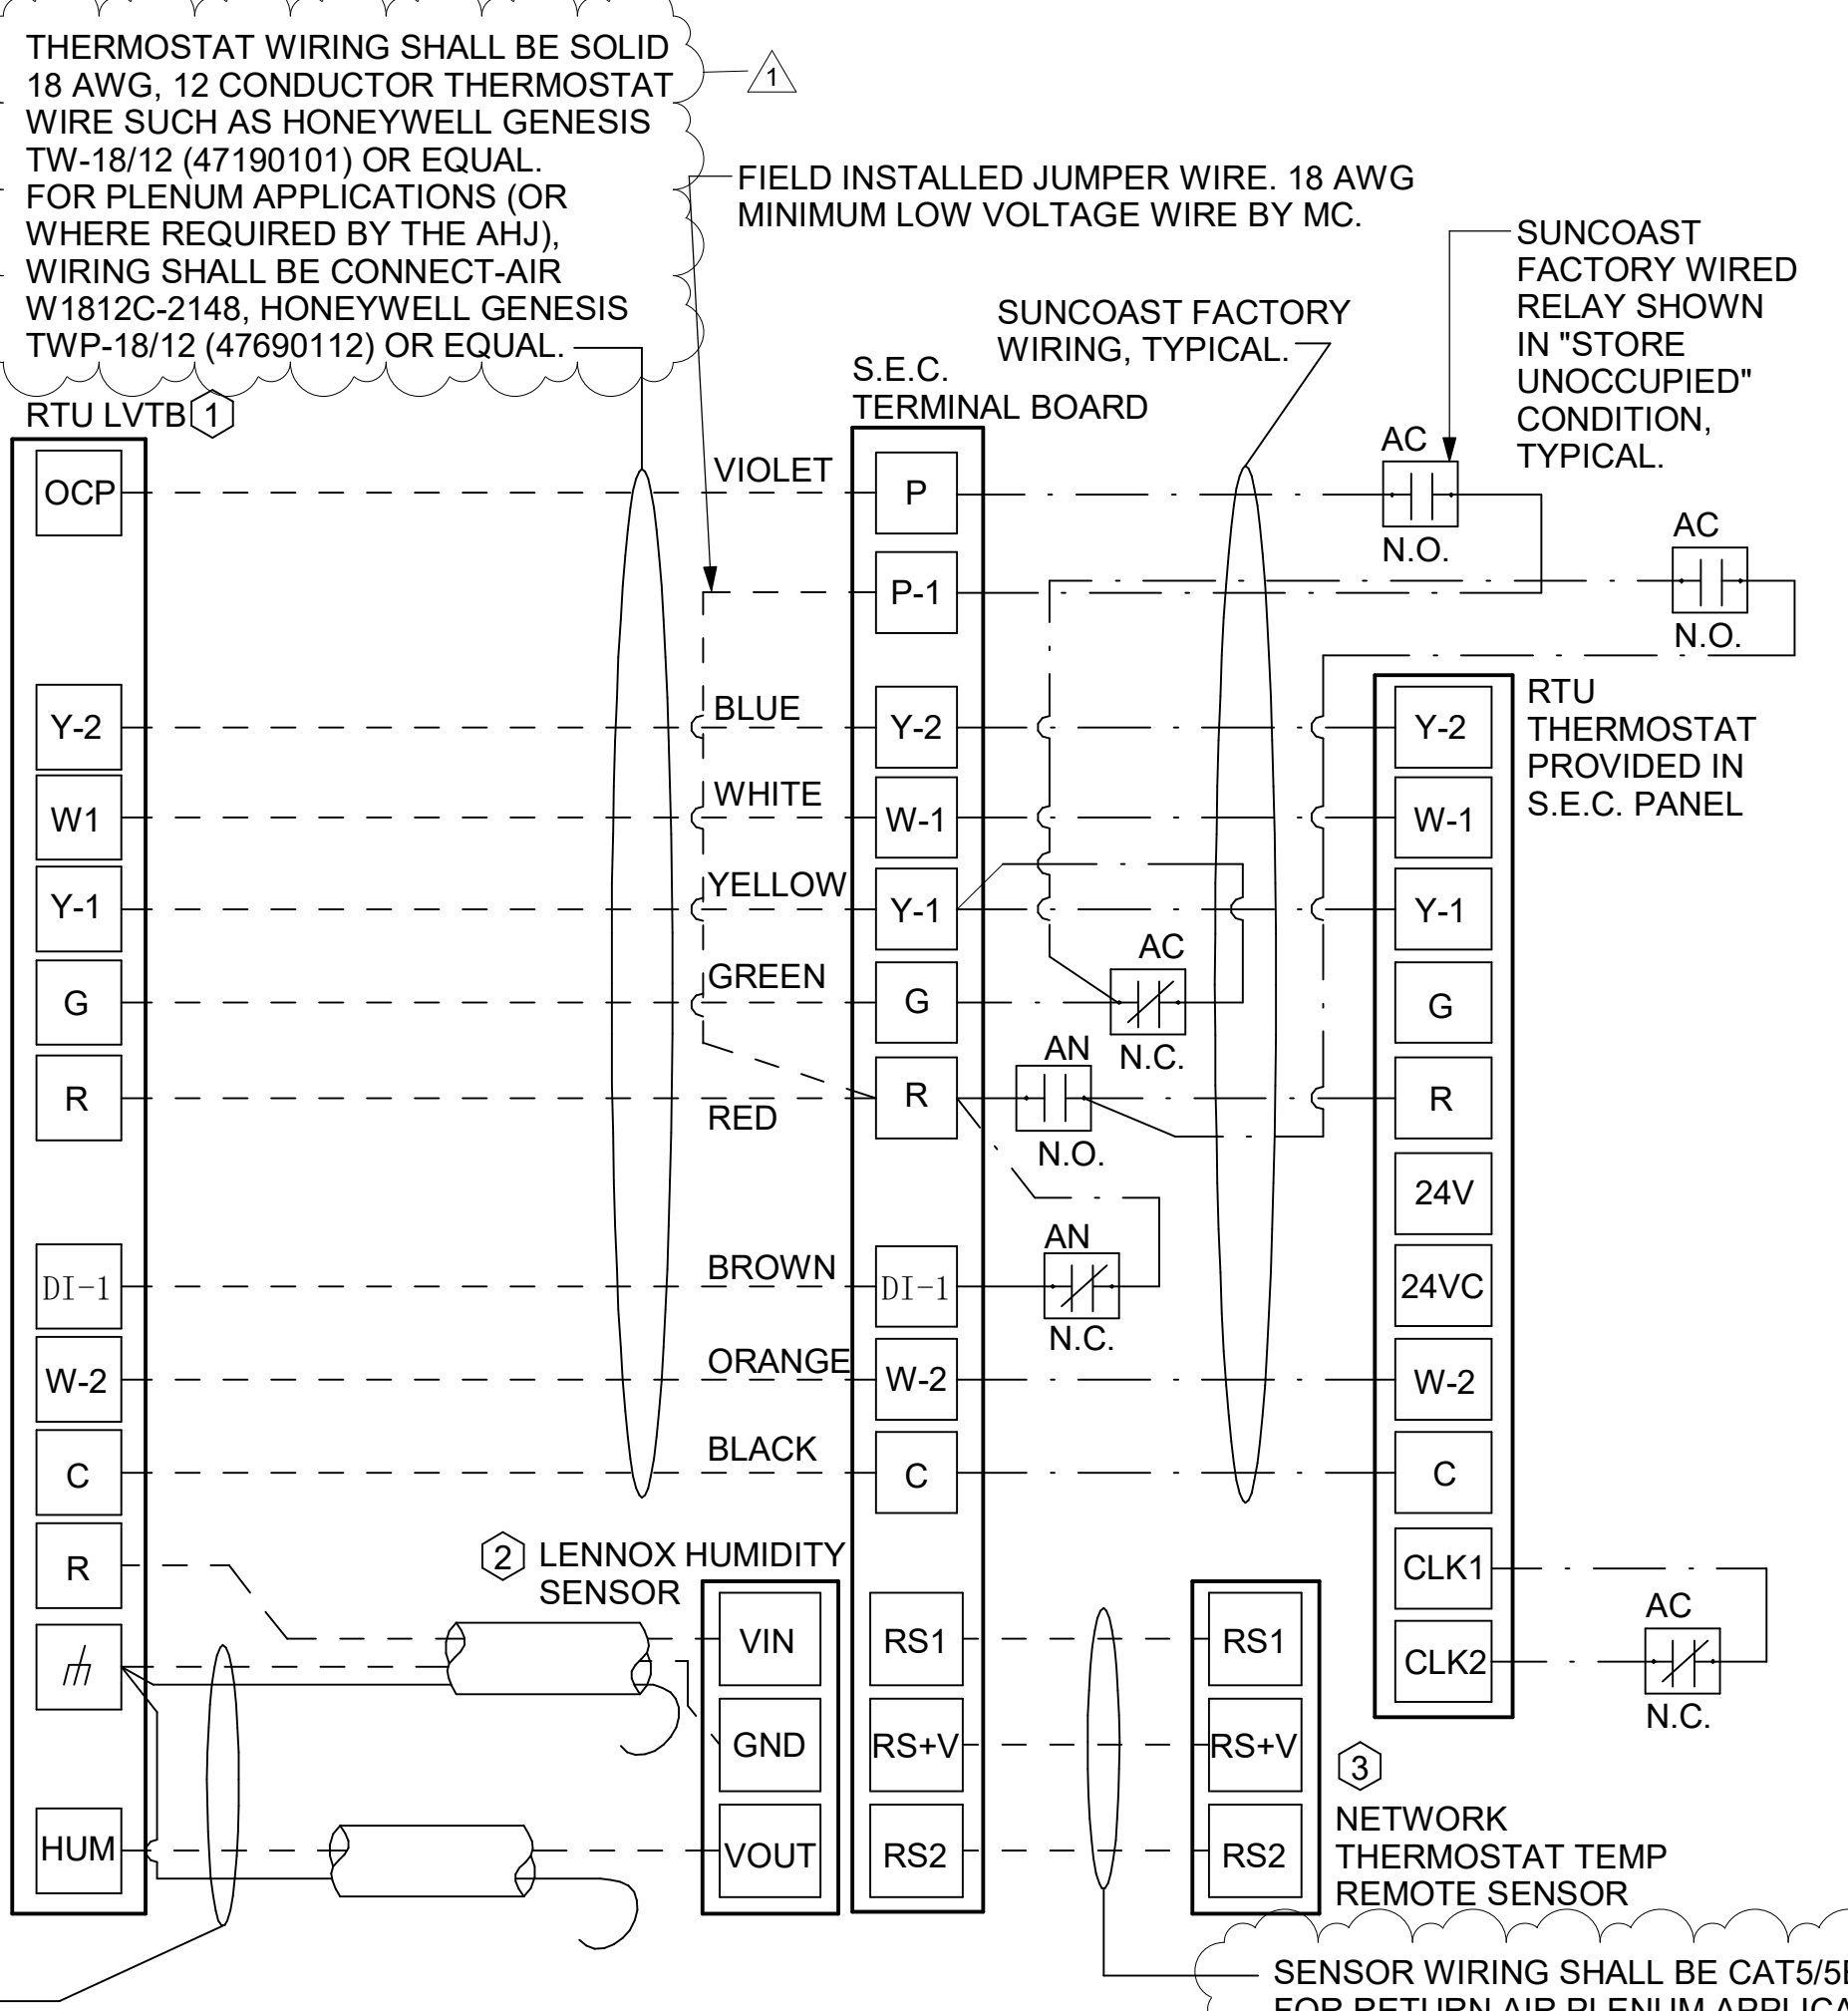 THERMOSTAT WIRING SHALL BE SOLID
18 AWG, 12 CONDUCTOR THERMOSTAT
WIRE SUCH AS HONEYWELL GENESIS
TW-18/12 (47190101) OR EQUAL.
FOR PLENUM APPLICATIONS (OR
WHERE REQUIRED BY THE AHJ),
WIRING SHALL BE CONNECT-AIR
W1812C-2148, HONEYWELL GENESIS
TWP-18/12 (47690112) OR EQUAL.
1
FIELD INSTALLED JUMPER WIRE. 18 AWG
MINIMUM LOW VOLTAGE WIRE BY MC.
SUNCOAST FACTORY
WIRING, TYPICAL.
SUNCOAST
FACTORY WIRED
RELAY SHOWN
IN "STORE
UNOCCUPIED"
CONDITION,
TYPICAL.
RTU LVTB 1
OCP
Y-2
W1
Y-1
G
R
DI-1
W-2
C
R
HUM
VIOLET
BLUE
WHITE
YELLOW
GREEN
RED
BROWN
ORANGE
BLACK
S.E.C.
TERMINAL BOARD
P
P-1
Y-2
W-1
Y-1
G
R
DI-1
W-2
C
RS1
RS+V
RS2
AC
N.O.
AC
N.O.
AC
N.C.
AN
N.O.
AN
N.C.
RTU
THERMOSTAT
PROVIDED IN
S.E.C. PANEL
Y-2
W-1
Y-1
G
R
24V
24VC
W-2
C
CLK1
CLK2
AC
N.C.
2 LENNOX HUMIDITY
SENSOR
VIN
GND
VOUT
RS1
RS+V
RS2
3
NETWORK
THERMOSTAT TEMP
REMOTE SENSOR
SENSOR WIRING SHALL BE CAT5/5
FOR RETURN AIR PLENUM